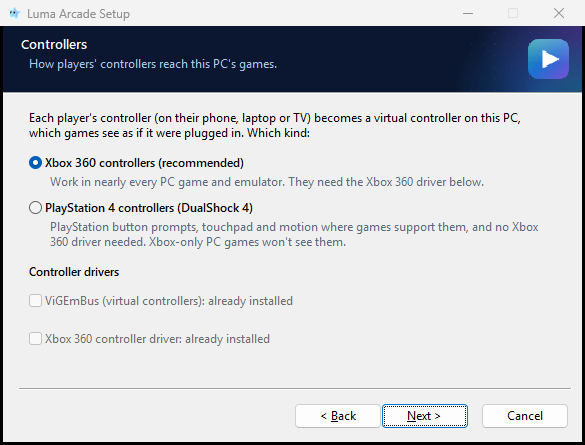 Luma Arcade Setup
Controllers
How players' controllers reach this PC's games.
Each player's controller (on their phone, laptop or TV) becomes a virtual controller on this PC,
which games see as if it were plugged in. Which kind:
Xbox 360 controllers (recommended)
Work in nearly every PC game and emulator. They need the Xbox 360 driver below.
PlayStation 4 controllers (DualShock 4)
PlayStation button prompts, touchpad and motion where games support them, and no Xbox
360 driver needed. Xbox-only PC games won't see them.
Controller drivers
ViGEmBus (virtual controllers): already installed
Xbox 360 controller driver: already installed
< Back
Next >
Cancel